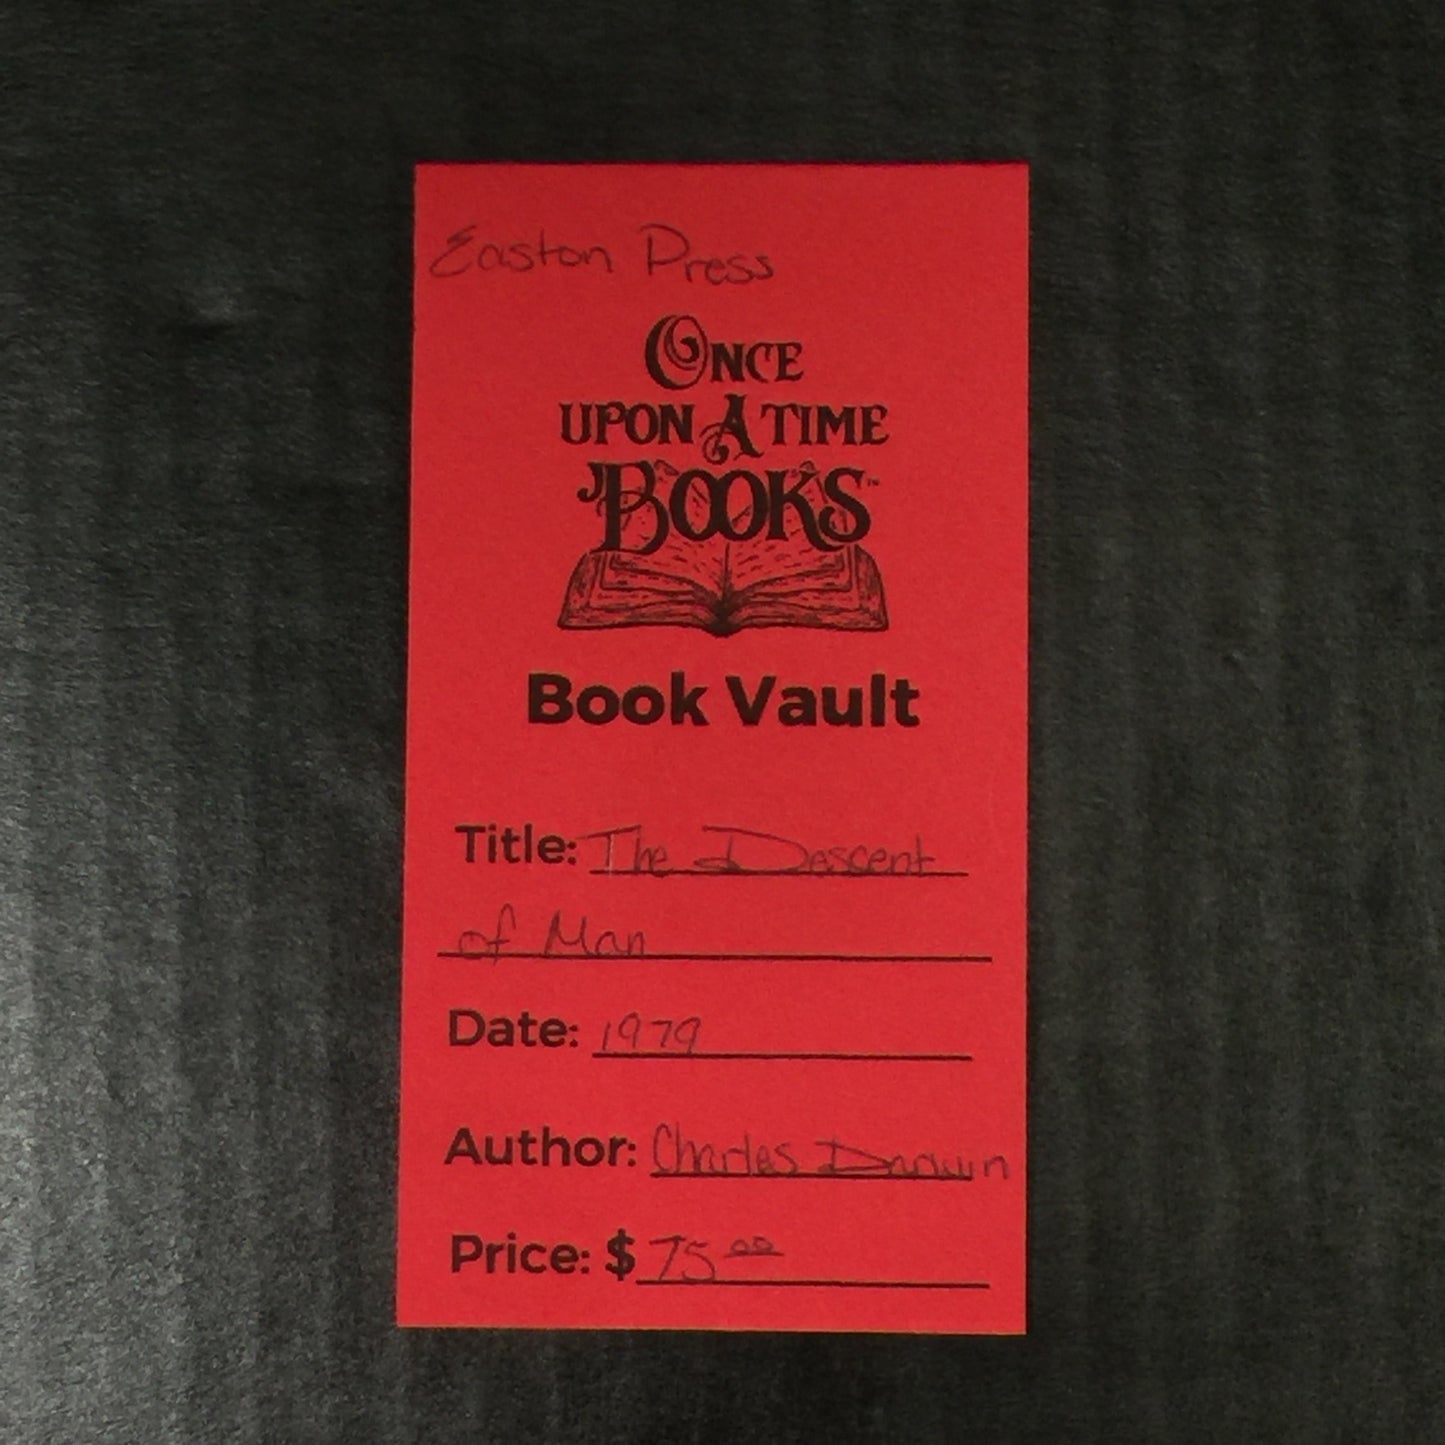 Easton Press
ONCE
UPON A TIME
BOOKS™
Book Vault
Title: The Descent
of Man
Date: 1979
Author: Charles Darwin
Price: $ 75 00